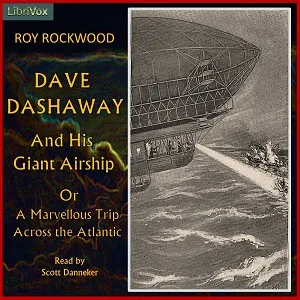 LibriVox
ROY ROCKWOOD
DAVE
DASHAWAY
And His
Giant Airship
Or
A Marvellous Trip
Across the Atlantic
Read by
Scott Danneker